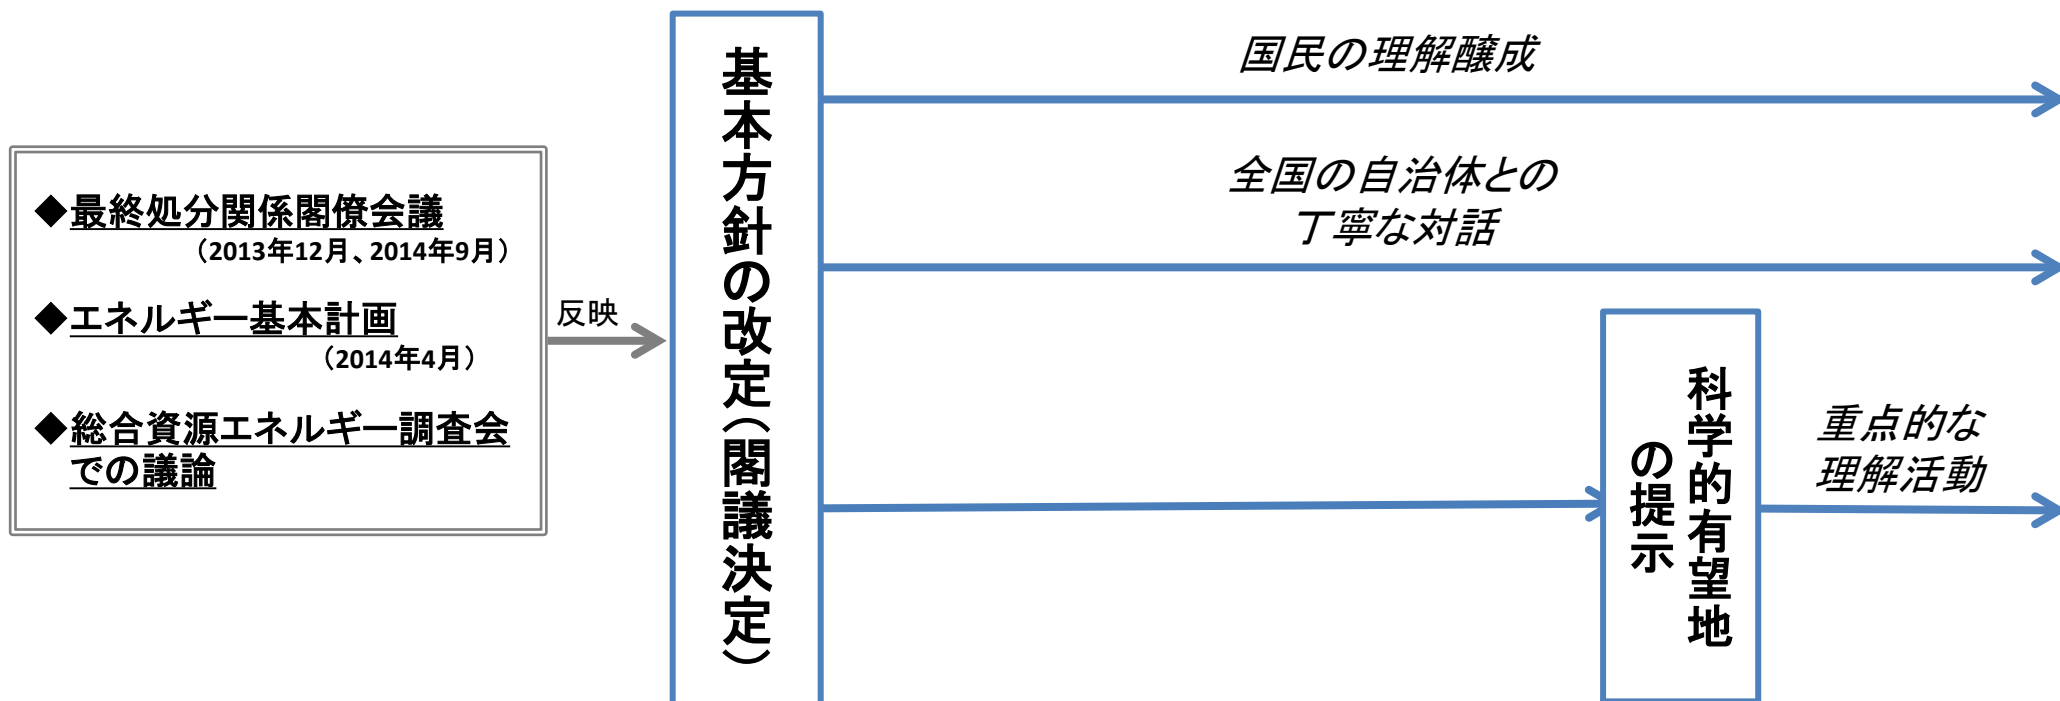 ◆最終処分関係閣僚会議
（2013年12月、2014年9月）
◆エネルギー基本計画
（2014年4月）
◆総合資源エネルギー調査会
での議論
反映
基本方針の改定（閣議決定）
国民の理解醸成
全国の自治体との
丁寧な対話
科学的有望地
の提示
重点的な
理解活動